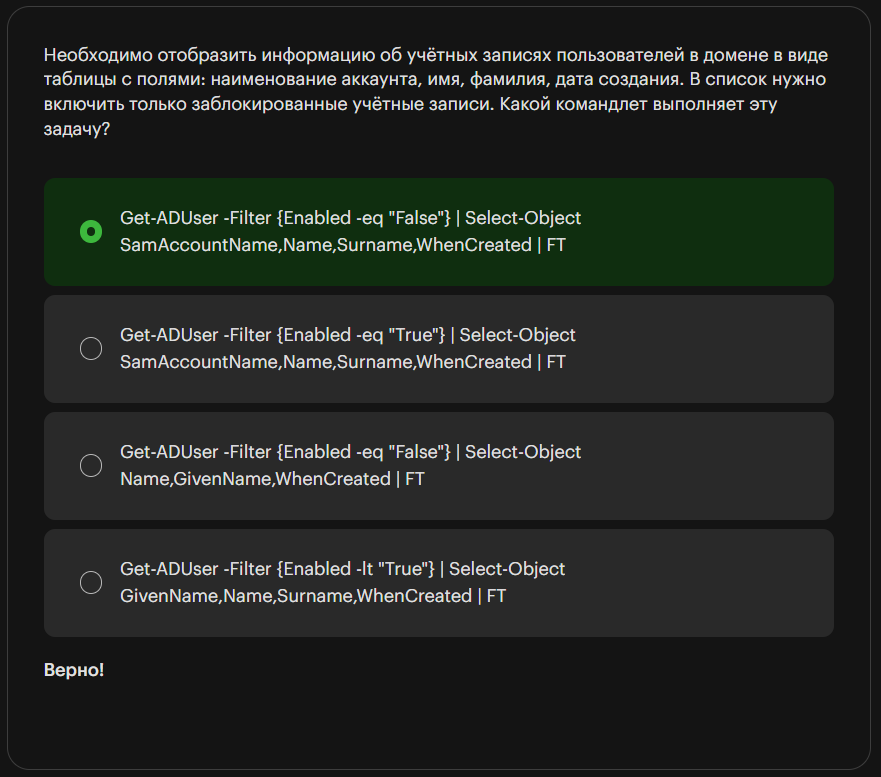 Необходимо отобразить информацию об учётных записях пользователей в домене в виде
таблицы с полями: наименование аккаунта, имя, фамилия, дата создания. В список нужно
включить только заблокированные учётные записи. Какой командлет выполняет эту
задачу?
Get-ADUser -Filter {Enabled -eq "False"} | Select-Object
SamAccountName,Name,Surname,WhenCreated | FT
Get-ADUser -Filter {Enabled -eq "True"} | Select-Object
SamAccountName,Name,Surname,WhenCreated | FT
Get-ADUser -Filter {Enabled -eq "False"} | Select-Object
Name,GivenName,WhenCreated | FT
Get-ADUser -Filter {Enabled -lt "True"} | Select-Object
GivenName,Name,Surname,WhenCreated | FT
Верно!